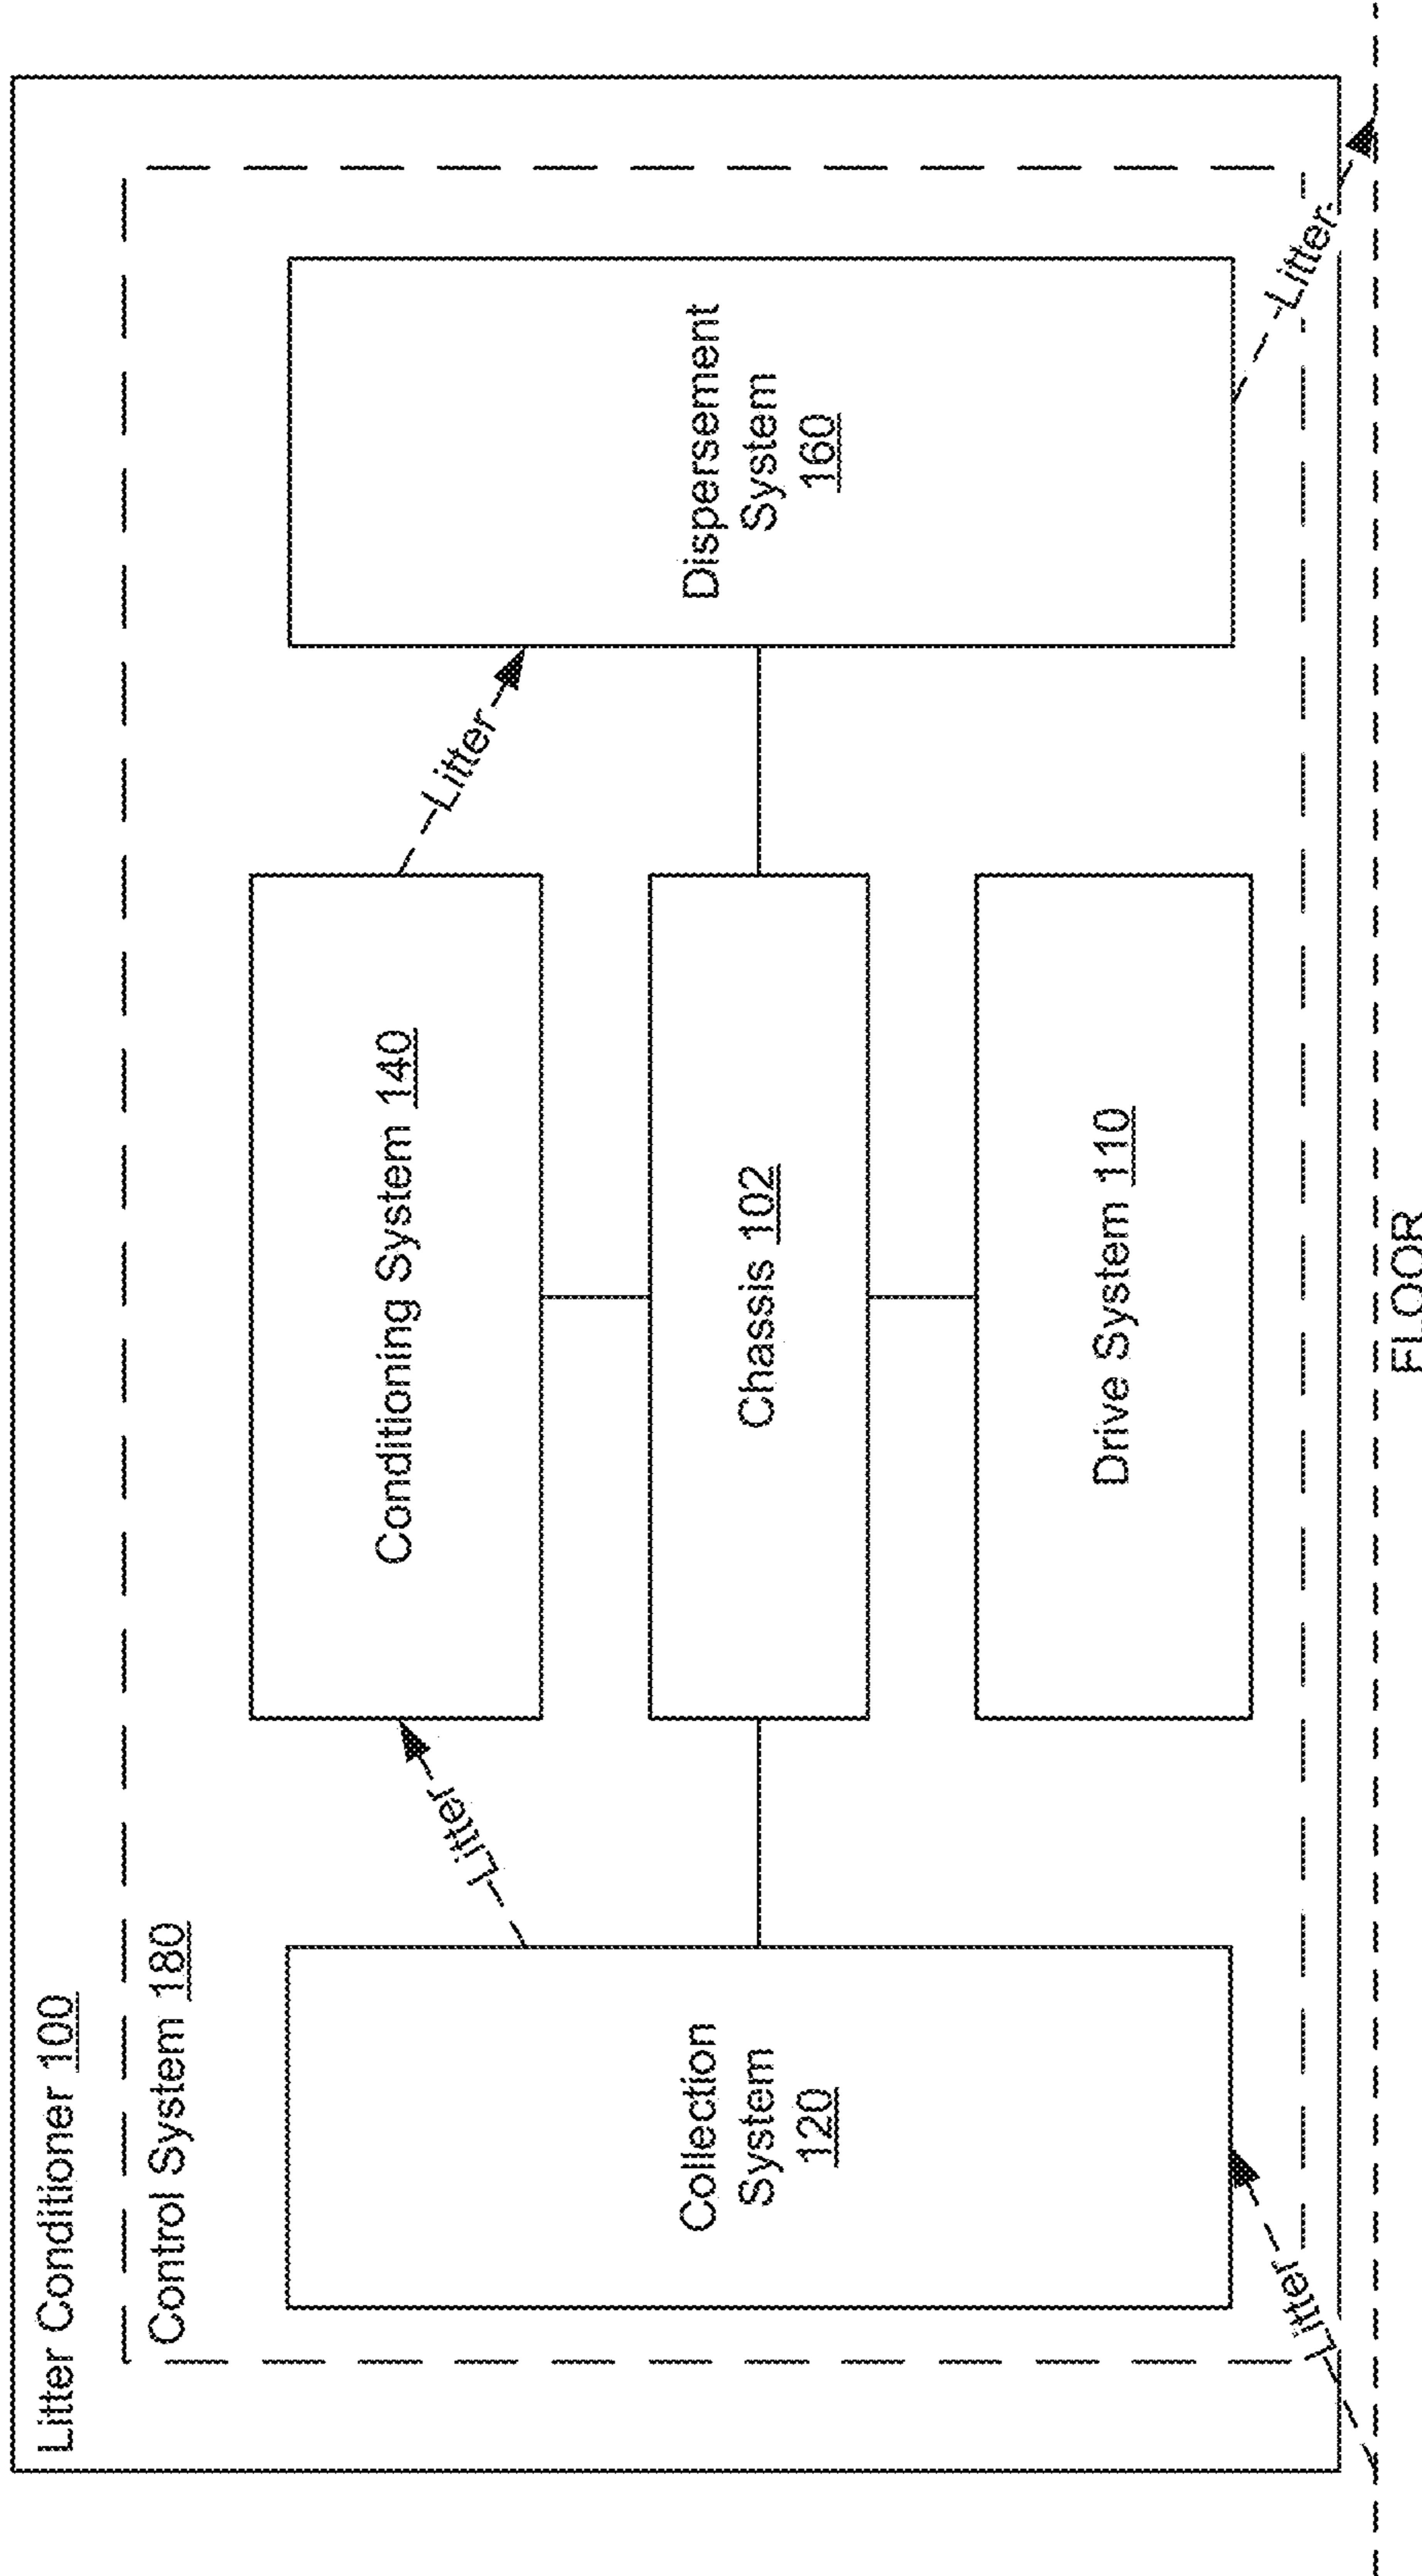 Litter Conditioner 100
Control System 180
Conditioning System 140
Litter
Litter
Collection
System
120
Chassis 102
Dispersement
System
160
Drive System 110
Litter
Litter
FLOOR